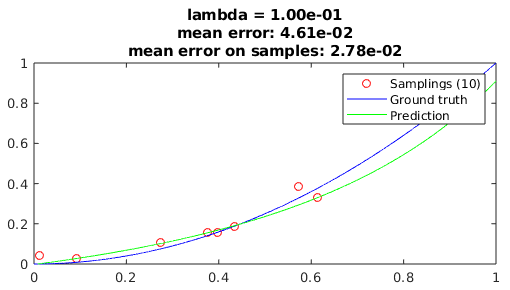 lambda = 1.00e-01
mean error: 4.61e-02
mean error on samples: 2.78e-02
1
0.8
0.6
0.4
0.2
0
Samplings (10)
Ground truth
Prediction
0
0.2
0.4
0.6
0.8
1